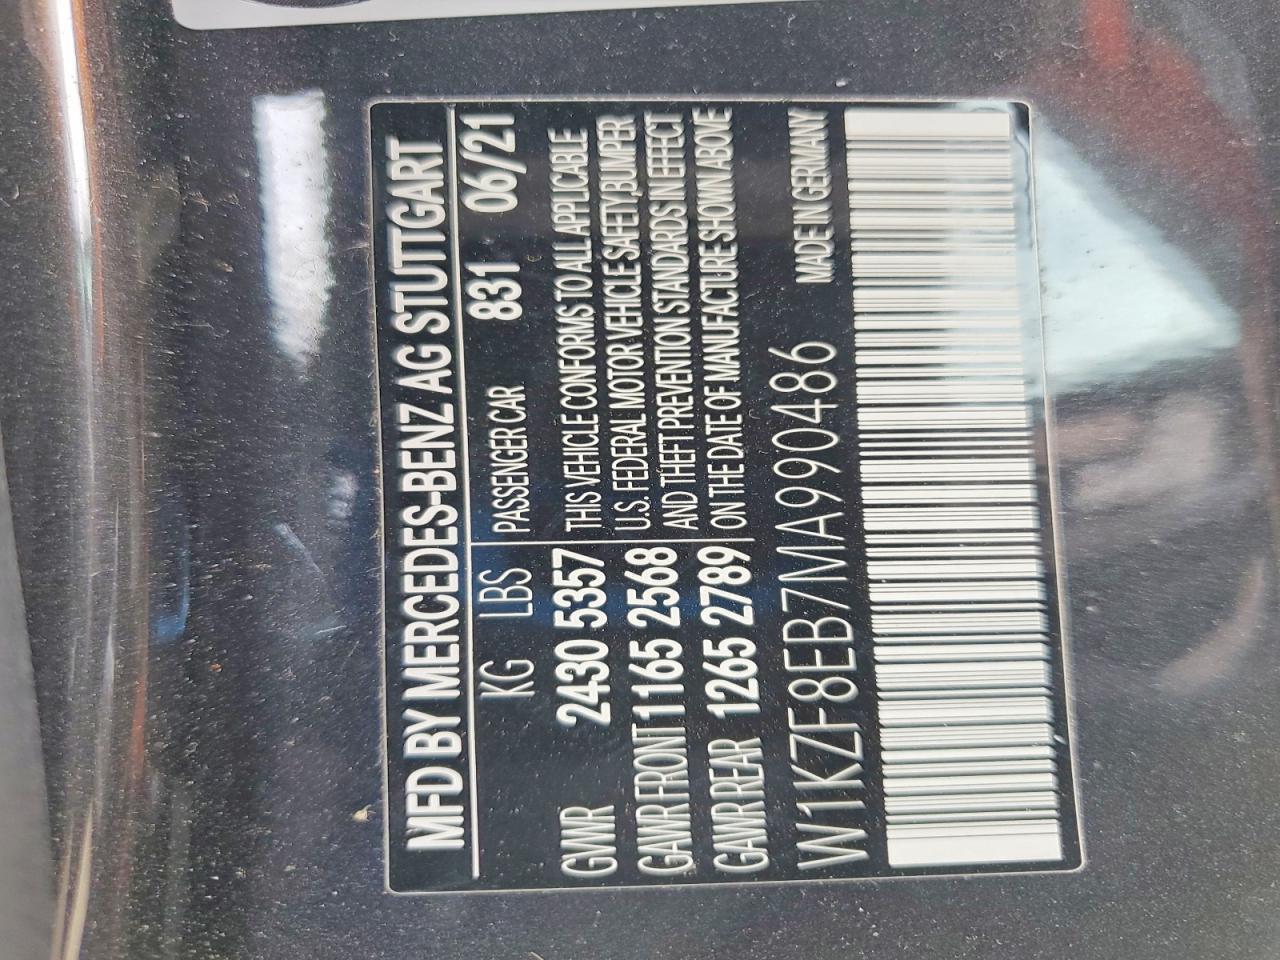 MFD BY MERCEDES-BENZ AG STUTTGART
KG LBS PASSENGER CAR 831 06/21
GWR 2430 5357 THIS VEHICLE CONFORMS TO ALL APPLICABLE
GAWR FRONT 1165 2568 U.S. FEDERAL MOTOR VEHICLE SAFETY,BUMPER
AND THEFT PREVENTION STANDARDS IN EFFECT
GAWR REAR 1265 2789 ON THE DATE OF MANUFACTURE SHOWN ABOVE
W1KZF8EB7MA990486 MADE IN GERMANY